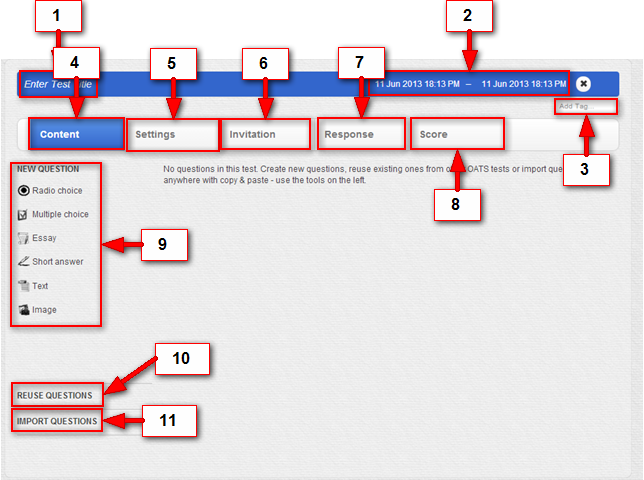 1
2
4
5
6
7
Enter Test Title
11 Jun 2013 18:13 PM – 11 Jun 2013 18:13 PM
Add Tag...
Content
Settings
Invitation
Response
Score
3
8
NEW QUESTION
No questions in this test. Create new questions, reuse existing ones from OATS tests or import
anywhere with copy & paste - use the tools on the left.
Radio choice
Multiple choice
Essay
9
Short answer
Text
Image
10
REUSE QUESTIONS
11
IMPORT QUESTIONS